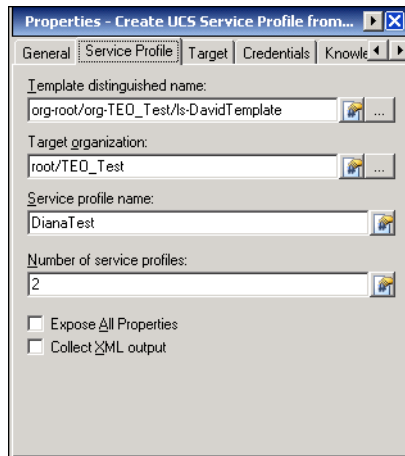 Properties - Create UCS Service Profile from...
General Service Profile Target Credentials Knowle
Template distinguished name:
org-root/org-TEO_Test/ls-DavidTemplate
...
Target organization:
root/TEO_Test
...
Service profile name:
DianaTest
Number of service profiles:
2
Expose All Properties
Collect XML output